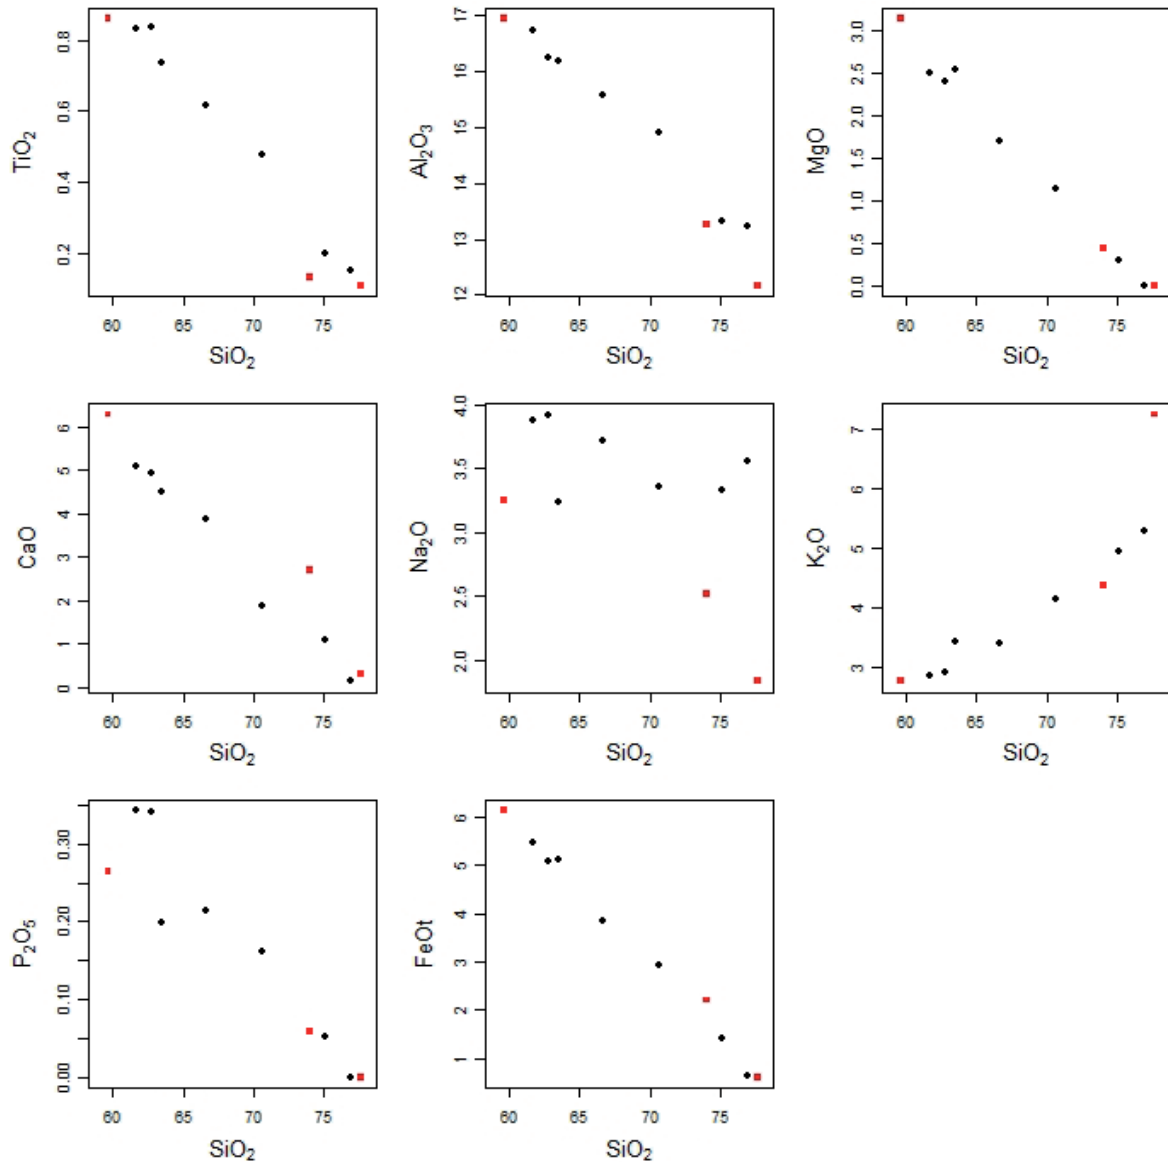 TiO₂
0.2 0.4 0.6 0.8
60 65 70 75
SiO₂
Al₂O₃
12 13 14 15 16 17
60 65 70 75
SiO₂
MgO
0.0 0.5 1.0 1.5 2.0 2.5 3.0
60 65 70 75
SiO₂
CaO
0 1 2 3 4 5 6
60 65 70 75
SiO₂
Na₂O
2.0 2.5 3.0 3.5 4.0
60 65 70 75
SiO₂
K₂O
3 4 5 6 7
60 65 70 75
SiO₂
P₂O₅
0.00 0.10 0.20 0.30
60 65 70 75
SiO₂
FeOt
1 2 3 4 5 6
60 65 70 75
SiO₂